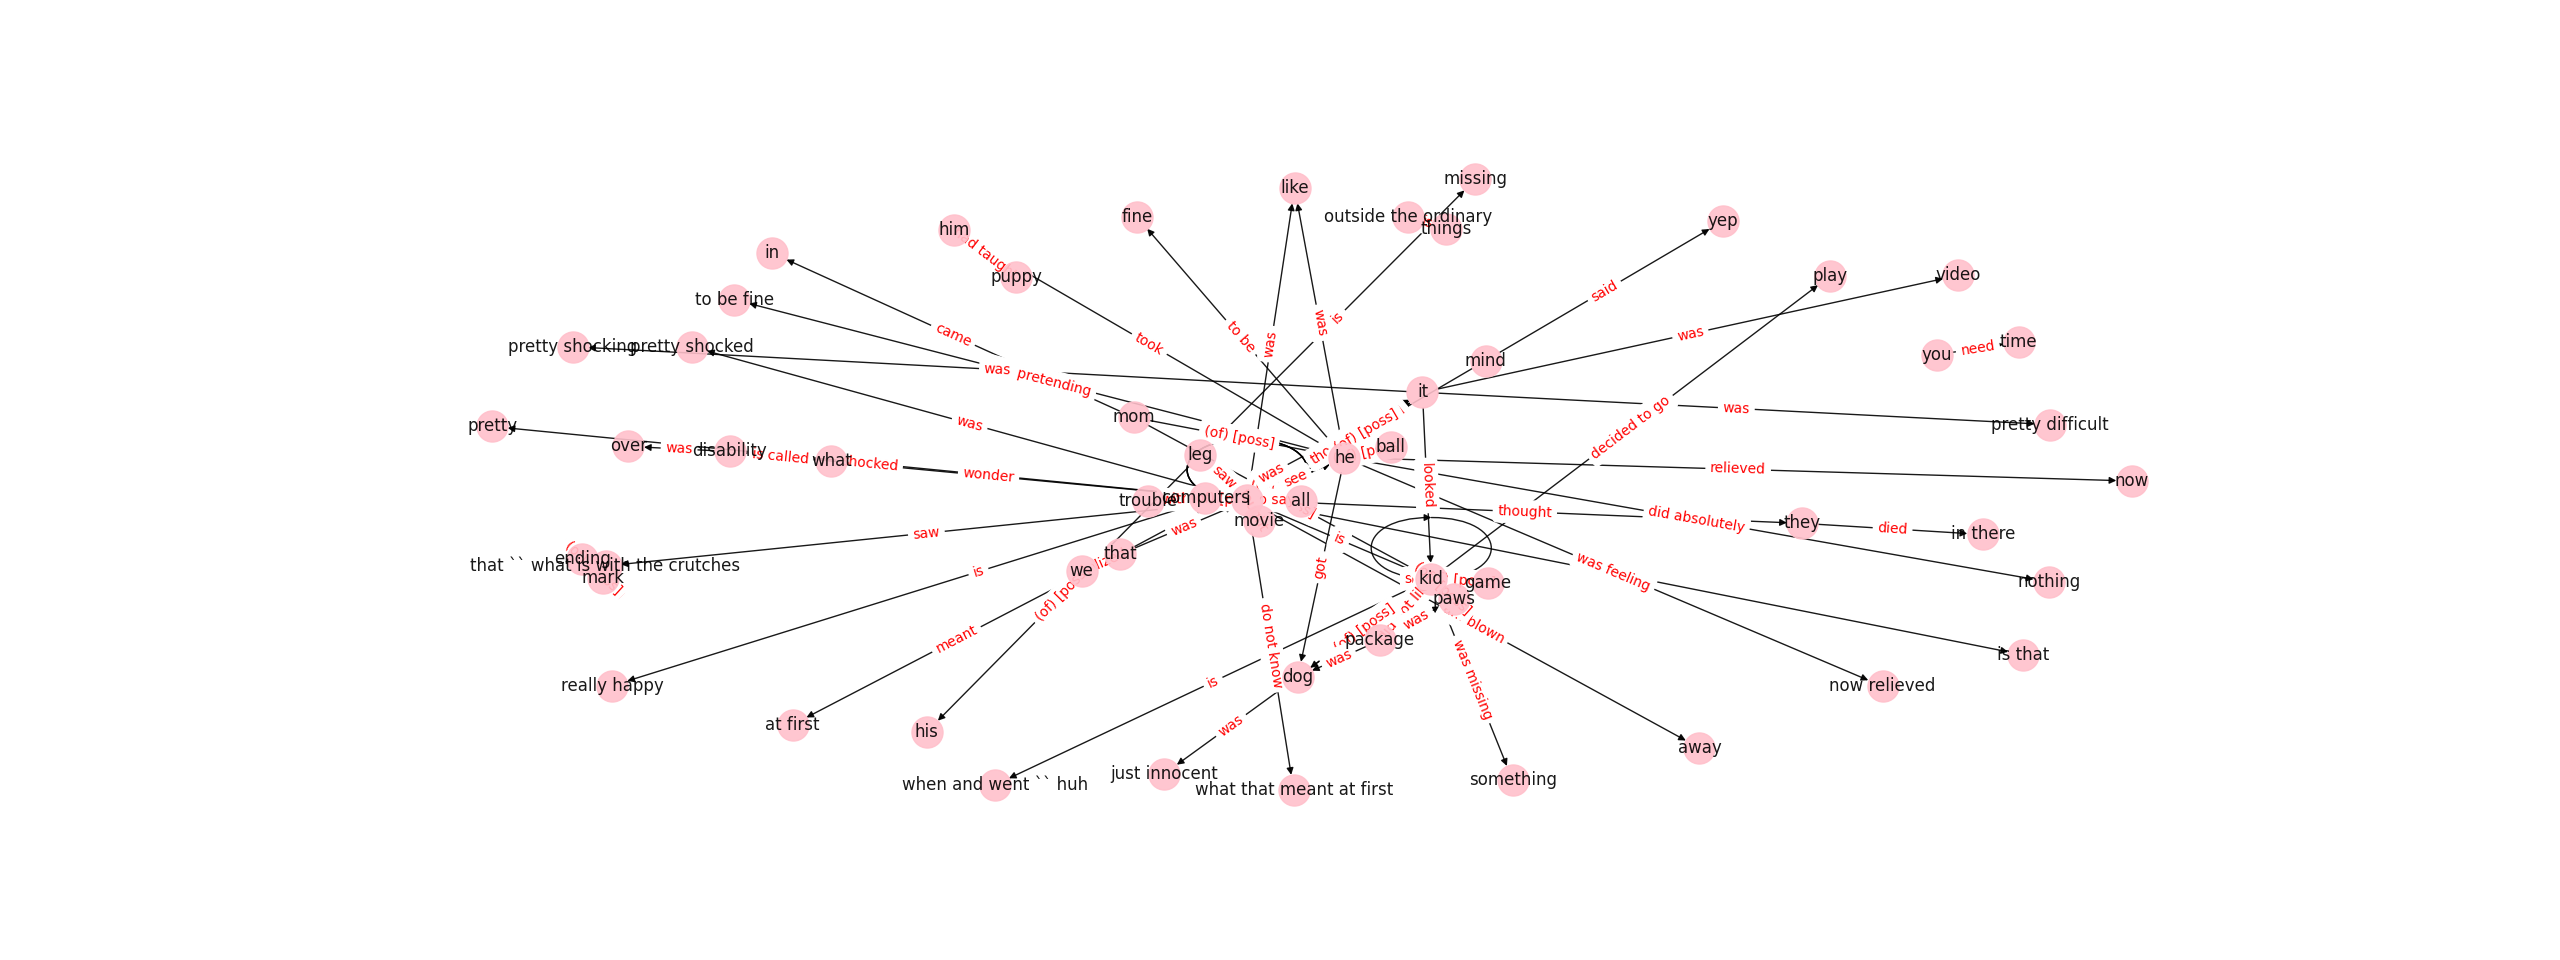 missing
like
fine
outside the ordinary
things
yep
him
in
puppy
play
video
said
to be fine
took
to be
was
was
is
came
was
you
need
time
pretty shocking
pretty shocked
mind
was
pretending
it
was
pretty difficult
mom
decided to go
pretty
was
over
was
disability
is called
what
wonder
(of) [poss]
leg
saw
was
see
he
ball
looked
relieved
now
trouble
computers
i
all
movie
thought
did absolutely
they
died
in there
saw
was
is
that
we
ending
that `` what is with the crutches
mark
is
kid
game
paws
was feeling
nothing
got
(of) [poss]
was
blown
package
was
meant
do not know
is that
is
dog
was missing
really happy
now relieved
at first
his
was
away
when and went `` huh
just innocent
what that meant at first
something